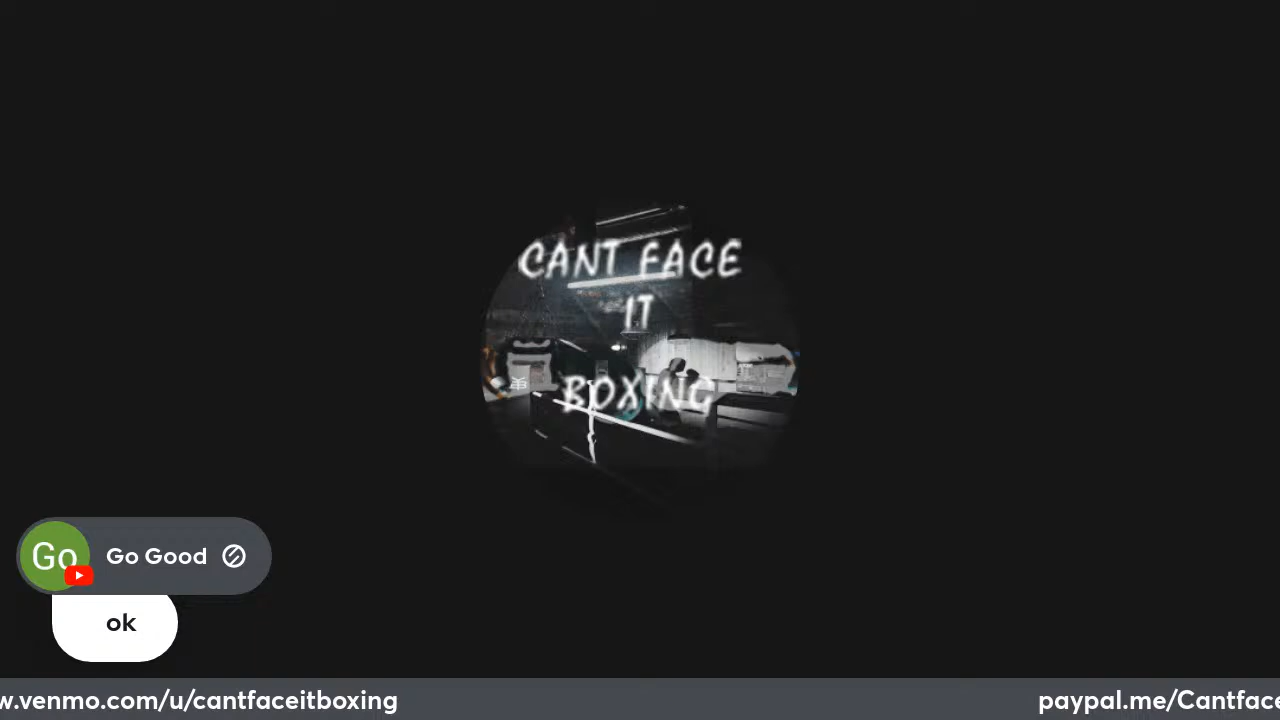 CANT FACE
IT
BOXING
Go Go Good
ok
w.venmo.com/u/cantfaceitboxing
paypal.me/Cantface